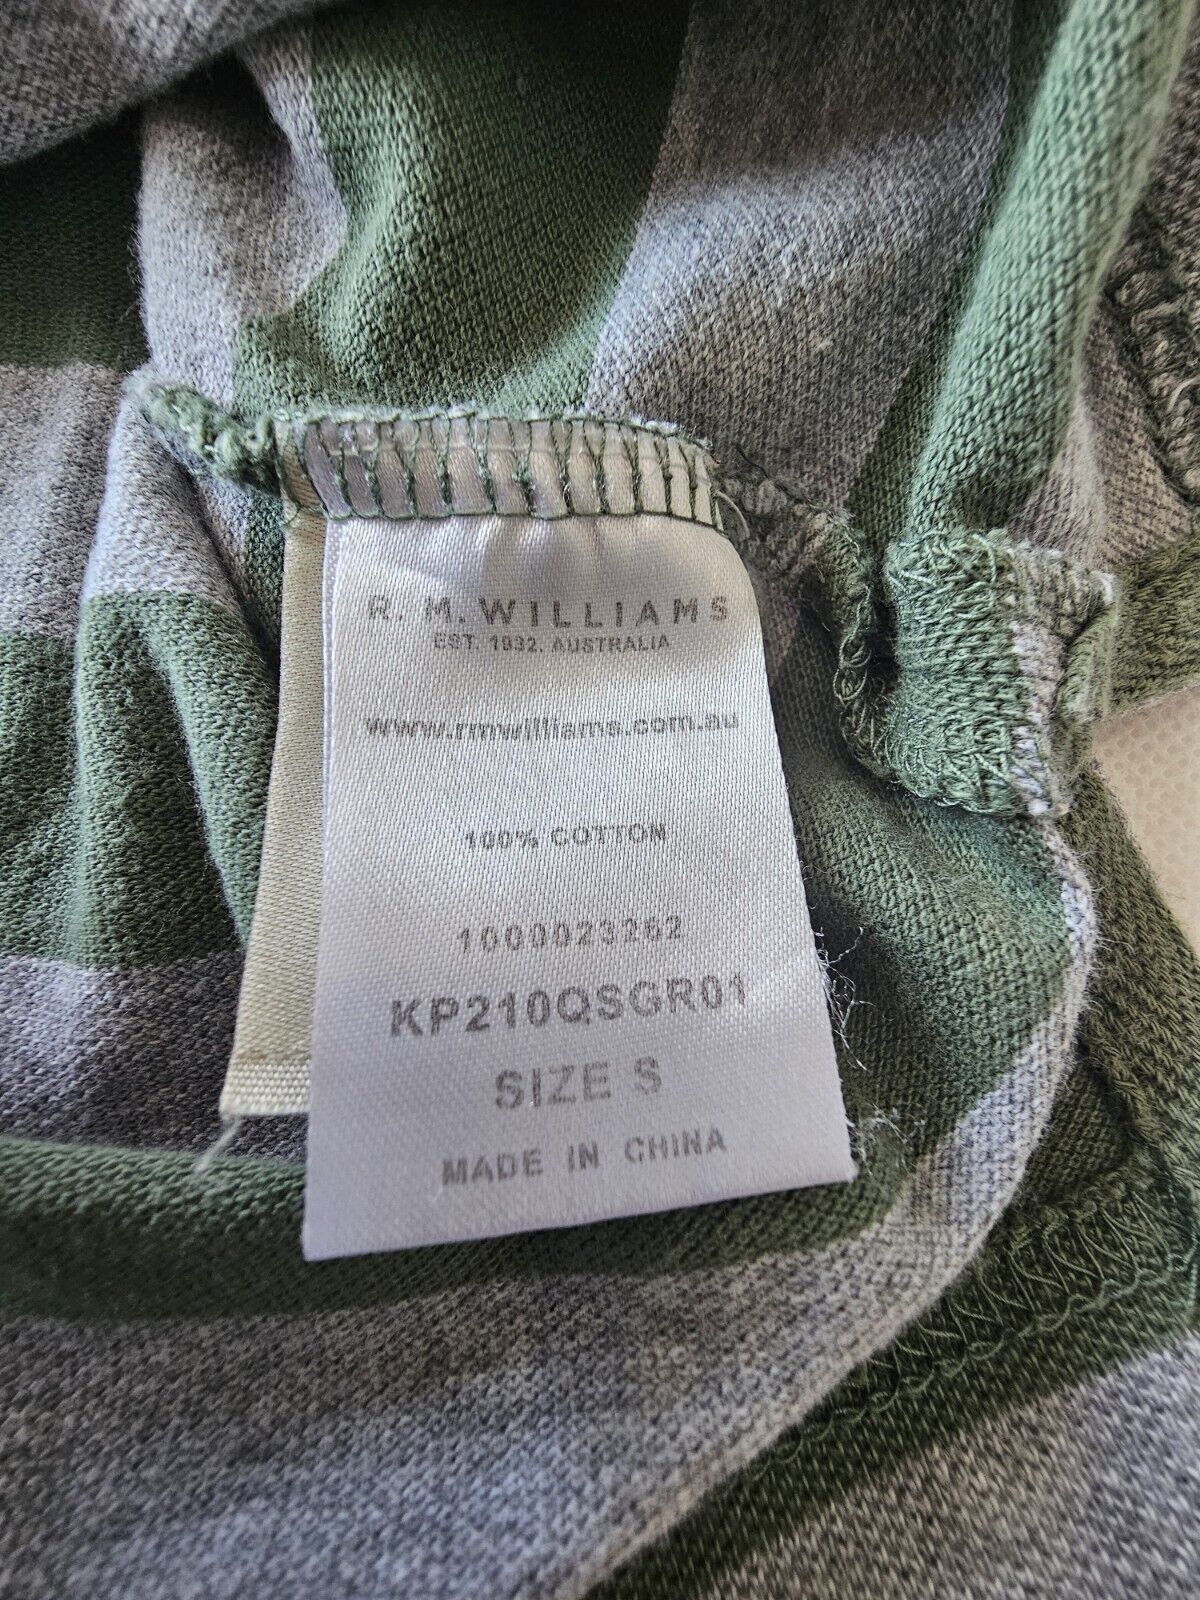 R. M. WILLIAMS
EST. 1932. AUSTRALIA
www.rmwilliams.com.au
100% COTTON
1000023262
KP210QSGR01
SIZE S
MADE IN CHINA